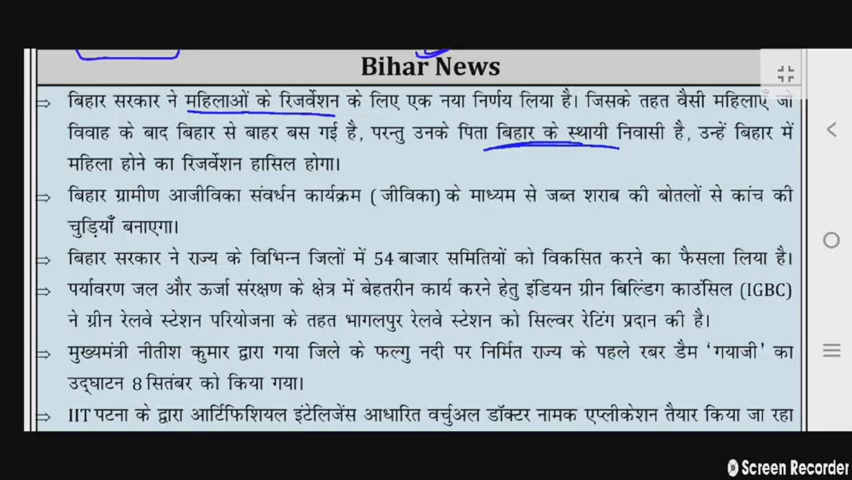 Bihar News
⇒ बिहार सरकार ने महिलाओं के रिजर्वेशन के लिए एक नया निर्णय लिया है। जिसके तहत वैसी महिलाएँ जो
विवाह के बाद बिहार से बाहर बस गई है, परन्तु उनके पिता बिहार के स्थायी निवासी है, उन्हें बिहार में
महिला होने का रिजर्वेशन हासिल होगा।
⇒ बिहार ग्रामीण आजीविका संवर्धन कार्यक्रम (जीविका) के माध्यम से जब्त शराब की बोतलों से कांच की
चुड़ियाँ बनाएगा।
⇒ बिहार सरकार ने राज्य के विभिन्न जिलों में 54 बाजार समितियों को विकसित करने का फैसला लिया है।
⇒ पर्यावरण जल और ऊर्जा संरक्षण के क्षेत्र में बेहतरीन कार्य करने हेतु इंडियन ग्रीन बिल्डिंग काउंसिल (IGBC)
ने ग्रीन रेलवे स्टेशन परियोजना के तहत भागलपुर रेलवे स्टेशन को सिल्वर रेटिंग प्रदान की है।
⇒ मुख्यमंत्री नीतीश कुमार द्वारा गया जिले के फल्गु नदी पर निर्मित राज्य के पहले रबर डैम ‘गयाजी’ का
उद्घाटन 8 सितंबर को किया गया।
⇒ IIT पटना के द्वारा आर्टिफिशियल इंटेलिजेंस आधारित वर्चुअल डॉक्टर नामक एप्लीकेशन तैयार किया जा रहा
Screen Recorder